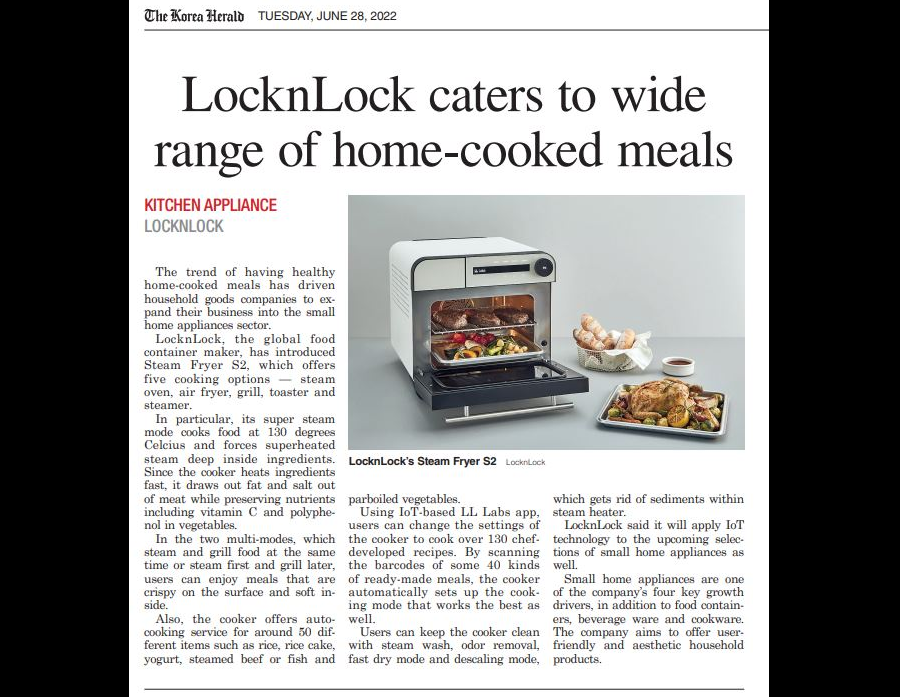 The Korea Herald TUESDAY, JUNE 28, 2022
LocknLock caters to wide
range of home-cooked meals
KITCHEN APPLIANCE
LOCKNLOCK
The trend of having healthy
home-cooked meals has driven
household goods companies to ex-
pand their business into the small
home appliances sector.
LocknLock, the global food
container maker, has introduced
Steam Fryer S2, which offers
five cooking options — steam
oven, air fryer, grill, toaster and
steamer.
In particular, its super steam
mode cooks food at 130 degrees
Celcius and forces superheated
steam deep inside ingredients.
Since the cooker heats ingredients
fast, it draws out fat and salt out
of meat while preserving nutrients
including vitamin C and polyphe-
nol in vegetables.
In the two multi-modes, which
steam and grill food at the same
time or steam first and grill later,
users can enjoy meals that are
crispy on the surface and soft in-
side.
Also, the cooker offers auto-
cooking service for around 50 dif-
ferent items such as rice, rice cake,
yogurt, steamed beef or fish and
LocknLock's Steam Fryer S2 LocknLock
parboiled vegetables.
Using IoT-based LL Labs app,
users can change the settings of
the cooker to cook over 130 chef-
developed recipes. By scanning
the barcodes of some 40 kinds
of ready-made meals, the cooker
automatically sets up the cook-
ing mode that works the best as
well.
Users can keep the cooker clean
with steam wash, odor removal,
fast dry mode and descaling mode,
which gets rid of sediments within
steam heater.
LocknLock said it will apply IoT
technology to the upcoming selec-
tions of small home appliances as
well.
Small home appliances are one
of the company's four key growth
drivers, in addition to food contain-
ers, beverage ware and cookware.
The company aims to offer user-
friendly and aesthetic household
products.